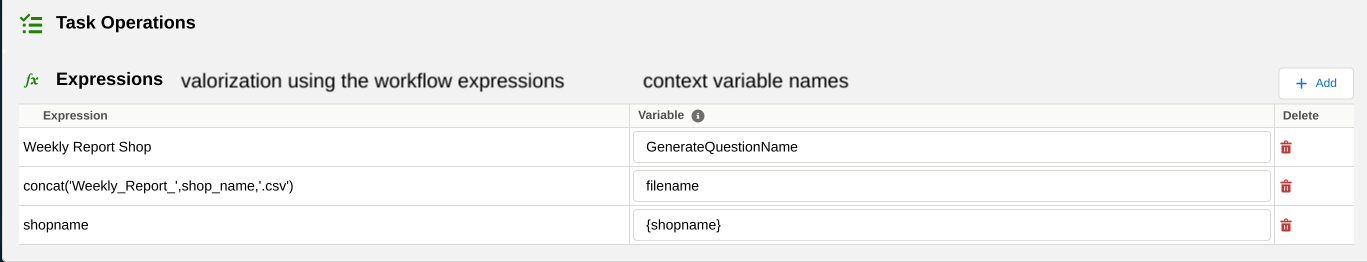 Task Operations
fx Expressions valorization using the workflow expressions context variable names + Add
Expression Variable i Delete
Weekly Report Shop GenerateQuestionName
concat('Weekly_Report_',shop_name,'.csv') filename
shopname {shopname}